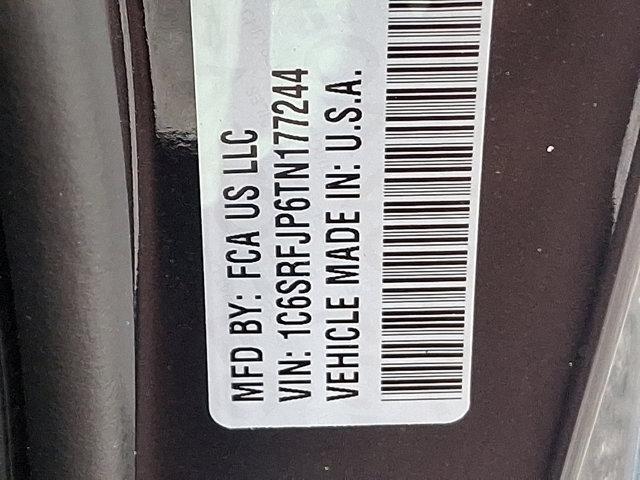 MFD BY: FCA US LLC
VIN: 1C6SRFJP6TN177244
VEHICLE MADE IN: U.S.A.